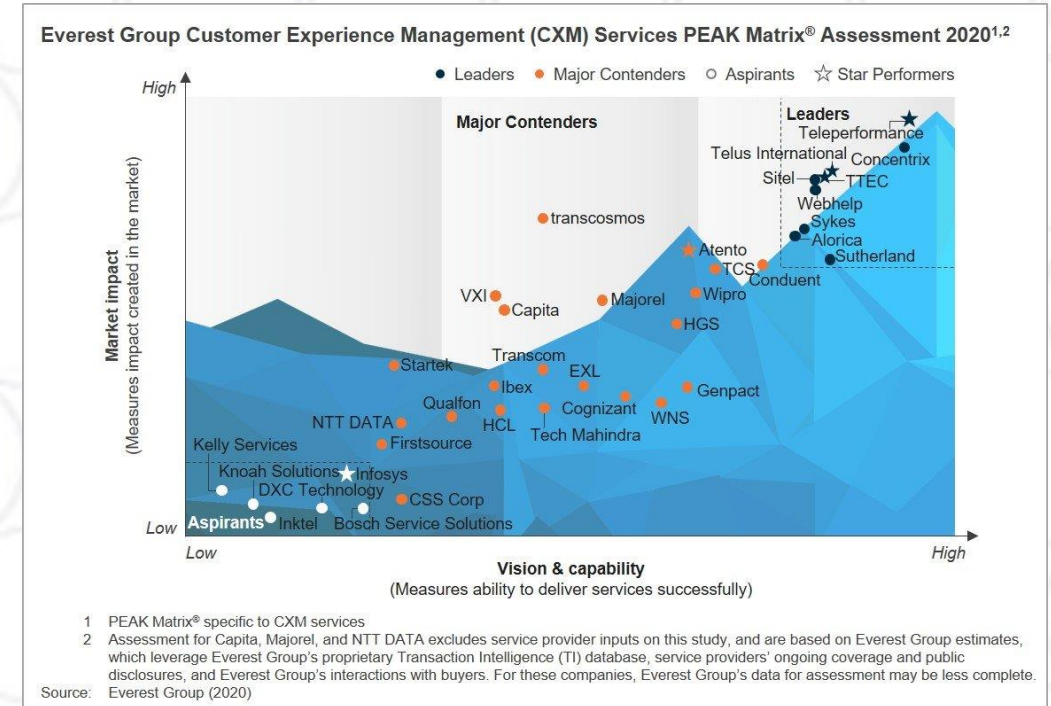 Everest Group Customer Experience Management (CXM) Services PEAK Matrix® Assessment 2020¹,²
Leaders Major Contenders Aspirants Star Performers
High
Major Contenders
Leaders
Teleperformance
Telus International Concentrix
Sitel TTEC
Webhelp
transcosmos
Sykes
Alorica
Atento
Sutherland
TCS
Conduent
VXI
Majorel
Wipro
Capita
HGS
Market impact
(Measures impact created in the market)
Transcom
Startek
EXL
Ibex
Genpact
Qualfon
Cognizant
NTT DATA
HCL
WNS
Tech Mahindra
Kelly Services
Firstsource
Knoah Solutions
Infosys
DXC Technology
CSS Corp
Aspirants
Inktel
Bosch Service Solutions
Low
Low
High
Vision & capability
(Measures ability to deliver services successfully)
1 PEAK Matrix® specific to CXM services
2 Assessment for Capita, Majorel, and NTT DATA excludes service provider inputs on this study, and are based on Everest Group estimates,
which leverage Everest Group’s proprietary Transaction Intelligence (TI) database, service providers’ ongoing coverage and public
disclosures, and Everest Group’s interactions with buyers. For these companies, Everest Group’s data for assessment may be less complete.
Source: Everest Group (2020)